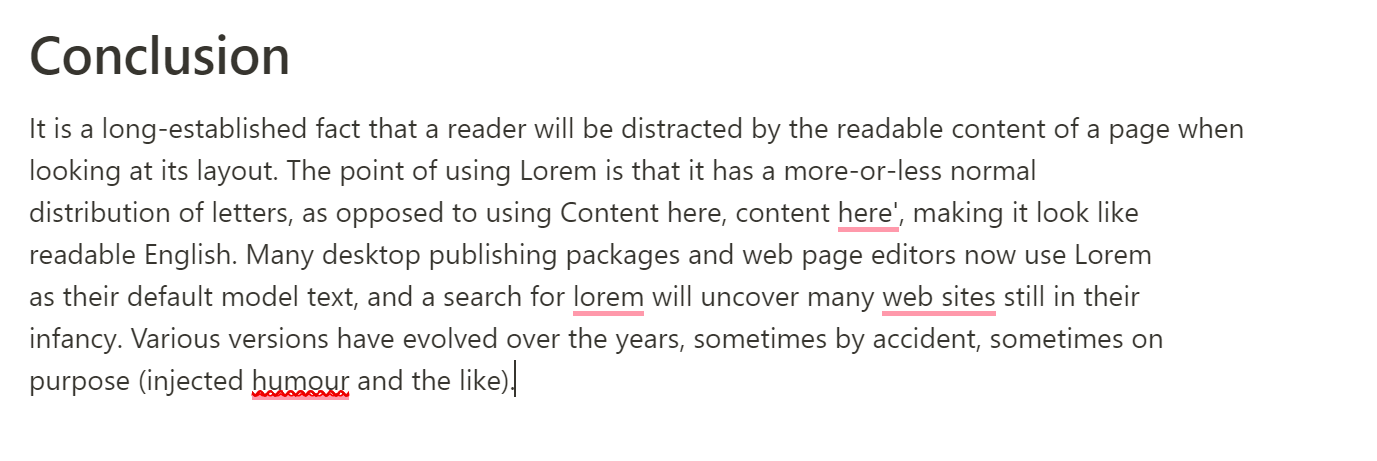 Conclusion
It is a long-established fact that a reader will be distracted by the readable content of a page when
looking at its layout. The point of using Lorem is that it has a more-or-less normal
distribution of letters, as opposed to using Content here, content here', making it look like
readable English. Many desktop publishing packages and web page editors now use Lorem
as their default model text, and a search for lorem will uncover many web sites still in their
infancy. Various versions have evolved over the years, sometimes by accident, sometimes on
purpose (injected humour and the like).